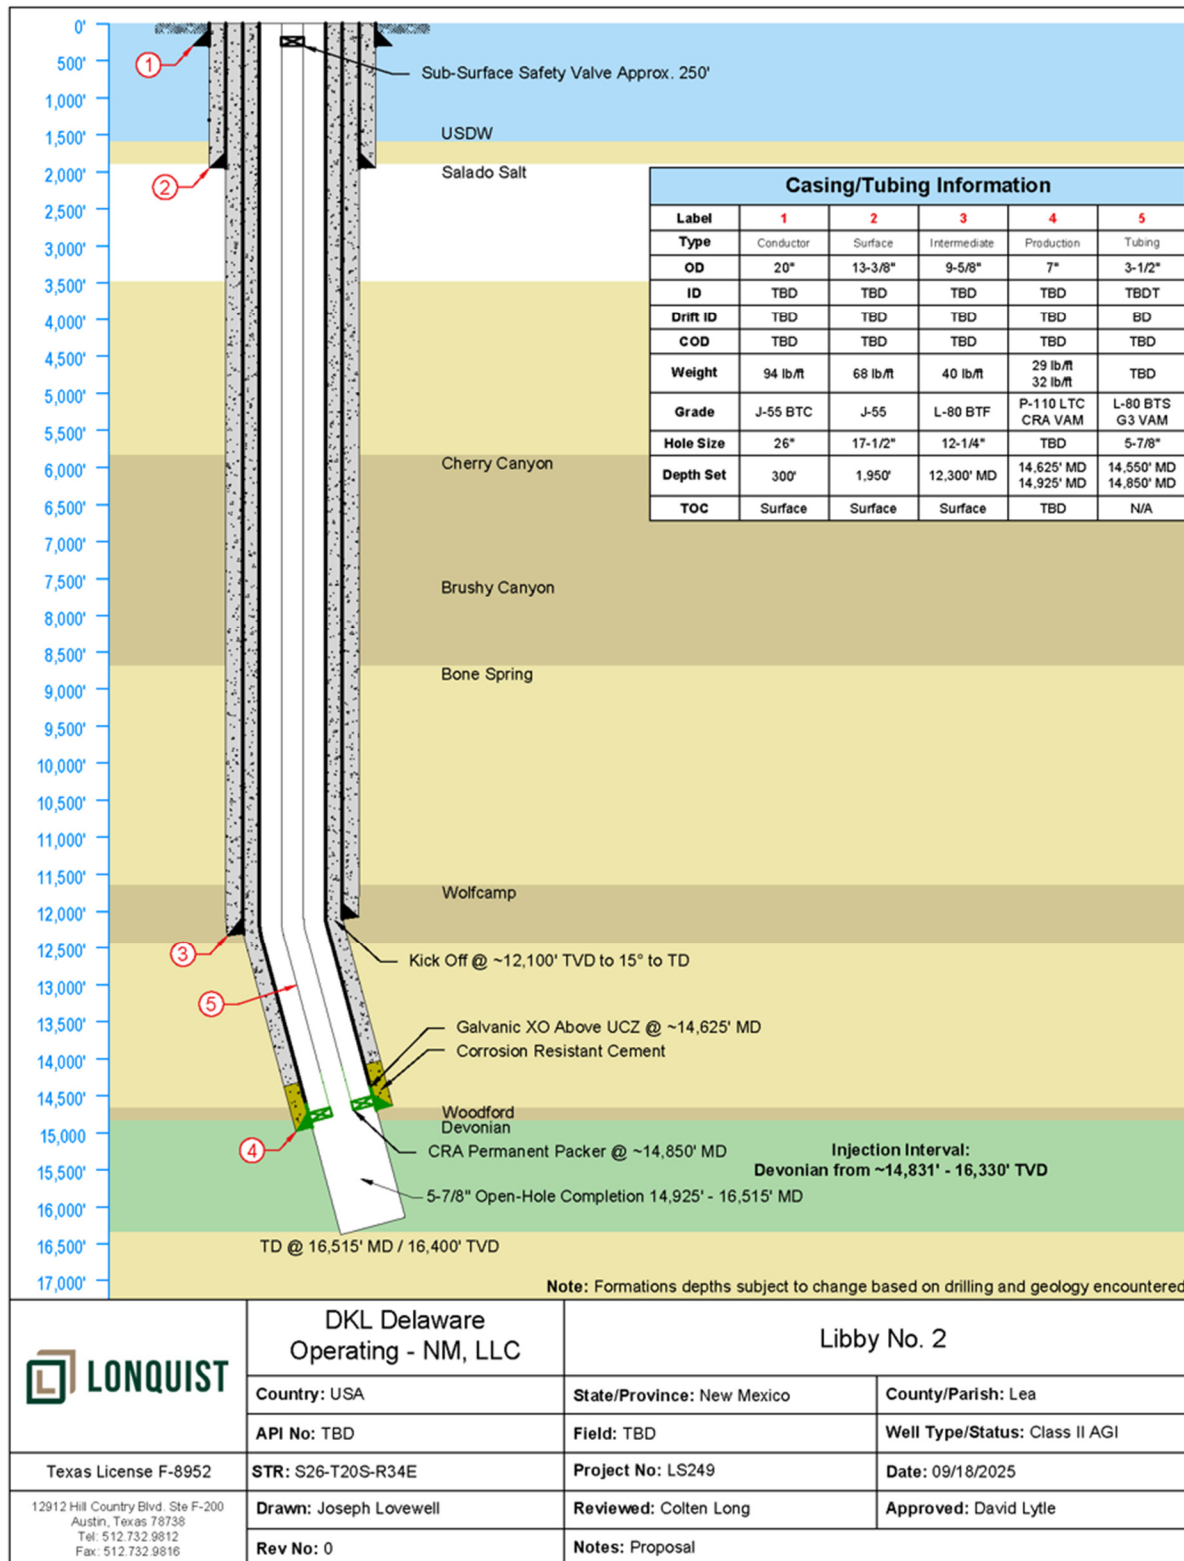 0'
500'
1,000'
1,500'
2,000'
2,500'
3,000'
3,500'
4,000'
4,500'
5,000'
5,500'
6,000'
6,500'
7,000'
7,500'
8,000'
8,500'
9,000'
9,500'
10,000'
10,500'
11,000'
11,500'
12,000'
12,500'
13,000'
13,500'
14,000'
14,500'
15,000
15,500'
16,000'
16,500'
17,000'
1
2
3
5
4
Sub-Surface Safety Valve Approx. 250'
USDW
Salado Salt
Cherry Canyon
Brushy Canyon
Bone Spring
Wolfcamp
Kick Off @ ~12,100' TVD to 15° to TD
Galvanic XO Above UCZ @ ~14,625' MD
Corrosion Resistant Cement
Woodford
Devonian
CRA Permanent Packer @ ~14,850' MD
Injection Interval:
Devonian from ~14,831' - 16,330' TVD
5-7/8" Open-Hole Completion 14,925' - 16,515' MD
TD @ 16,515' MD / 16,400' TVD
Note: Formations depths subject to change based on drilling and geology encountered
Casing/Tubing Information
Label 1 2 3 4 5
Type Conductor Surface Intermediate Production Tubing
OD 20" 13-3/8" 9-5/8" 7" 3-1/2"
ID TBD TBD TBD TBD TBDT
Drift ID TBD TBD TBD TBD BD
COD TBD TBD TBD TBD TBD
Weight 94 lb/ft 68 lb/ft 40 lb/ft 29 lb/ft 32 lb/ft TBD
Grade J-55 BTC J-55 L-80 BTF P-110 LTC CRA VAM L-80 BTS G3 VAM
Hole Size 26" 17-1/2" 12-1/4" TBD 5-7/8"
Depth Set 300' 1,950' 12,300' MD 14,625' MD 14,925' MD 14,550' MD 14,850' MD
TOC Surface Surface Surface TBD N/A
LONQUIST
DKL Delaware
Operating - NM, LLC
Libby No. 2
Country: USA
State/Province: New Mexico
County/Parish: Lea
API No: TBD
Field: TBD
Well Type/Status: Class II AGI
Texas License F-8952
STR: S26-T20S-R34E
Project No: LS249
Date: 09/18/2025
12912 Hill Country Blvd. Ste F-200
Austin, Texas 78738
Tel: 512.732.9812
Fax: 512.732.9816
Drawn: Joseph Lovewell
Reviewed: Colten Long
Approved: David Lytle
Rev No: 0
Notes: Proposal